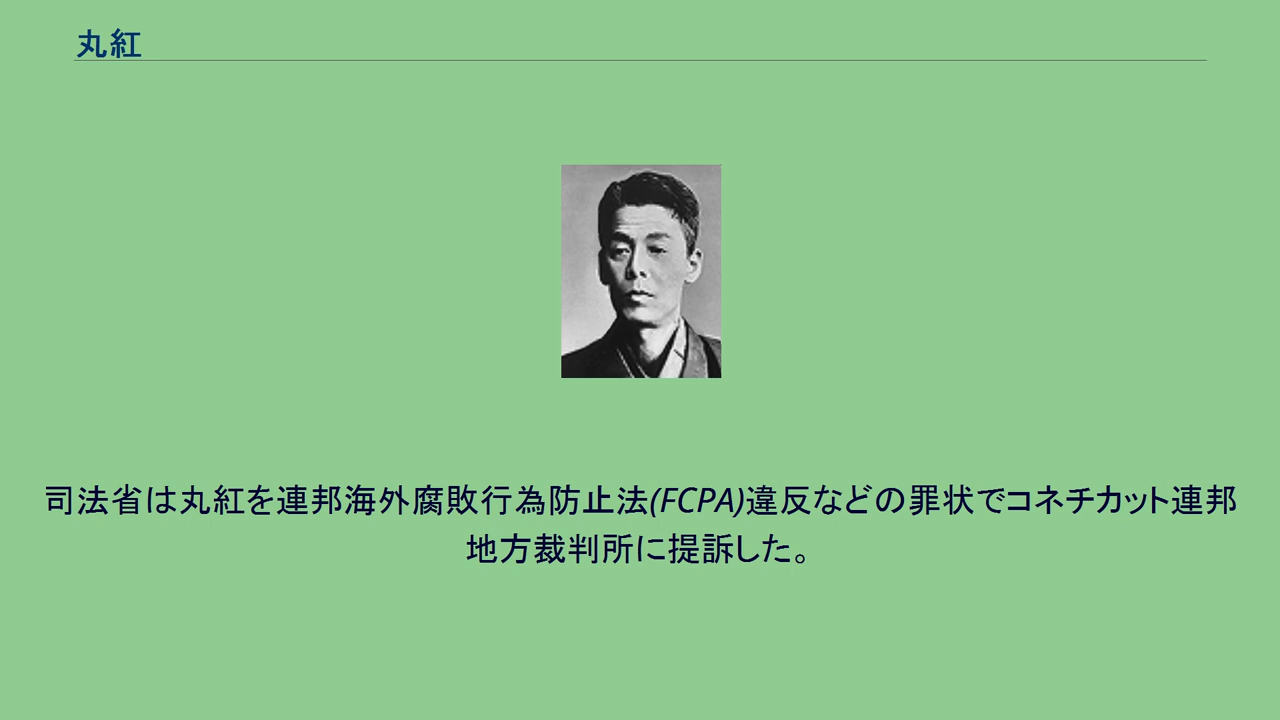 丸紅
司法省は丸紅を連邦海外腐敗行為防止法(FCPA)違反などの罪状でコネチカット連邦
地方裁判所に提訴した。